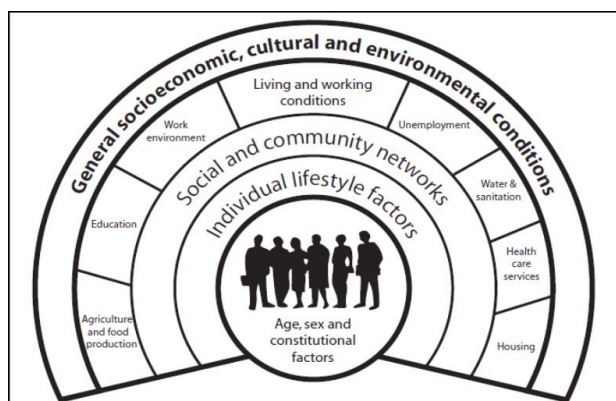 General socioeconomic, cultural and environmental conditions
Living and working
conditions
Work
environment
Unemployment
Social and community networks
Water &
sanitation
Individual lifestyle factors
Education
Health
care
services
Agriculture
and food
production
Age, sex and
constitutional
factors
Housing